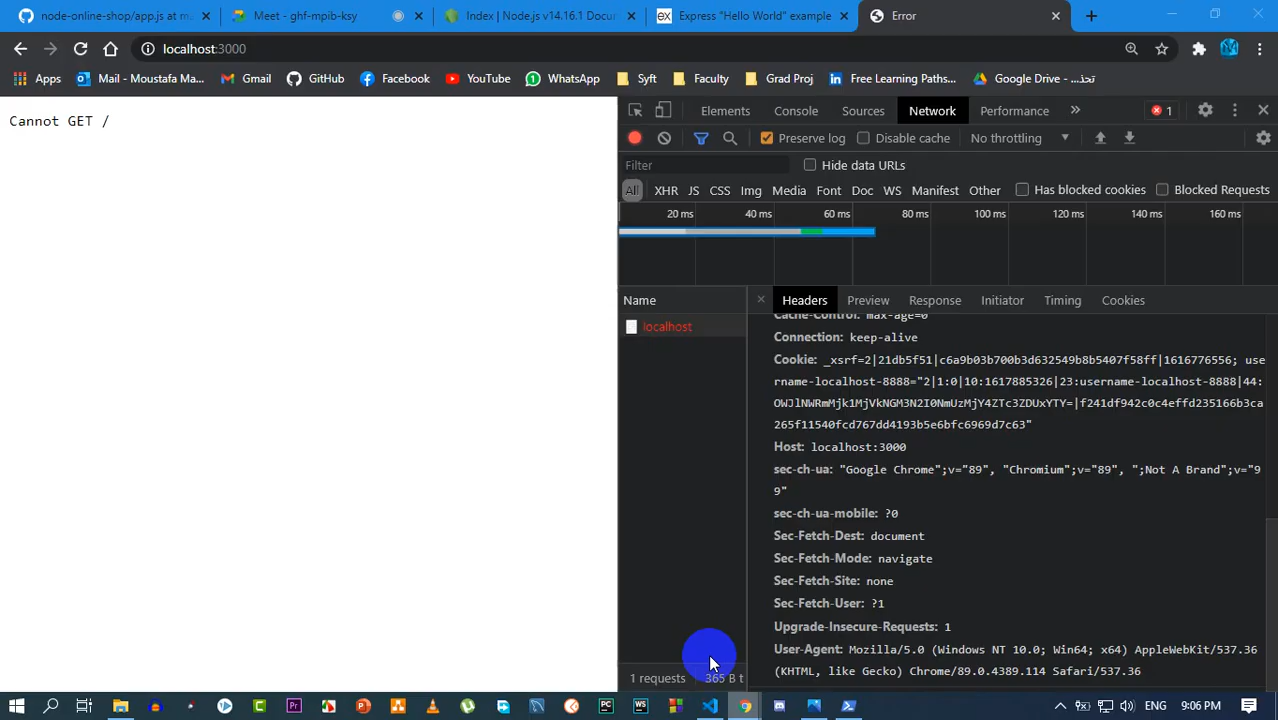 node-online-shop/app.js at ma
Meet - ghf-mpib-ksy
Index | Node.js v14.16.1 Docum
Express "Hello World" example
Error
localhost:3000
Apps
Mail - Moustafa Ma...
Gmail
GitHub
Facebook
YouTube
WhatsApp
Syft
Faculty
Grad Proj
Free Learning Paths...
Google Drive - تحذ...
Cannot GET /
Elements
Console
Sources
Network
Performance
1
Preserve log
Disable cache
No throttling
Filter
Hide data URLs
All
XHR
JS
CSS
Img
Media
Font
Doc
WS
Manifest
Other
Has blocked cookies
Blocked Requests
20 ms
40 ms
60 ms
80 ms
100 ms
120 ms
140 ms
160 ms
Name
Headers
Preview
Response
Initiator
Timing
Cookies
localhost
Cache-Control: max-age=0
Connection: keep-alive
Cookie: _xsrf=2|21db5f51|c6a9b03b700b3d632549b8b5407f58ff|1616776556; use
rname-localhost-8888="2|1:0|10:1617885326|23:username-localhost-8888|44:
OWJlNWRmMjk1MjVkNGM3N2I0NmUzMjY4ZTc3ZDUxYTY=|f241df942c0c4effd235166b3ca
265f11540fcd767dd4193b5e6bfc6969d7c63"
Host: localhost:3000
sec-ch-ua: "Google Chrome";v="89", "Chromium";v="89", ";Not A Brand";v="9
9"
sec-ch-ua-mobile: ?0
Sec-Fetch-Dest: document
Sec-Fetch-Mode: navigate
Sec-Fetch-Site: none
Sec-Fetch-User: ?1
Upgrade-Insecure-Requests: 1
User-Agent: Mozilla/5.0 (Windows NT 10.0; Win64; x64) AppleWebKit/537.36
(KHTML, like Gecko) Chrome/89.0.4389.114 Safari/537.36
1 requests
365 B t
ENG
9:06 PM